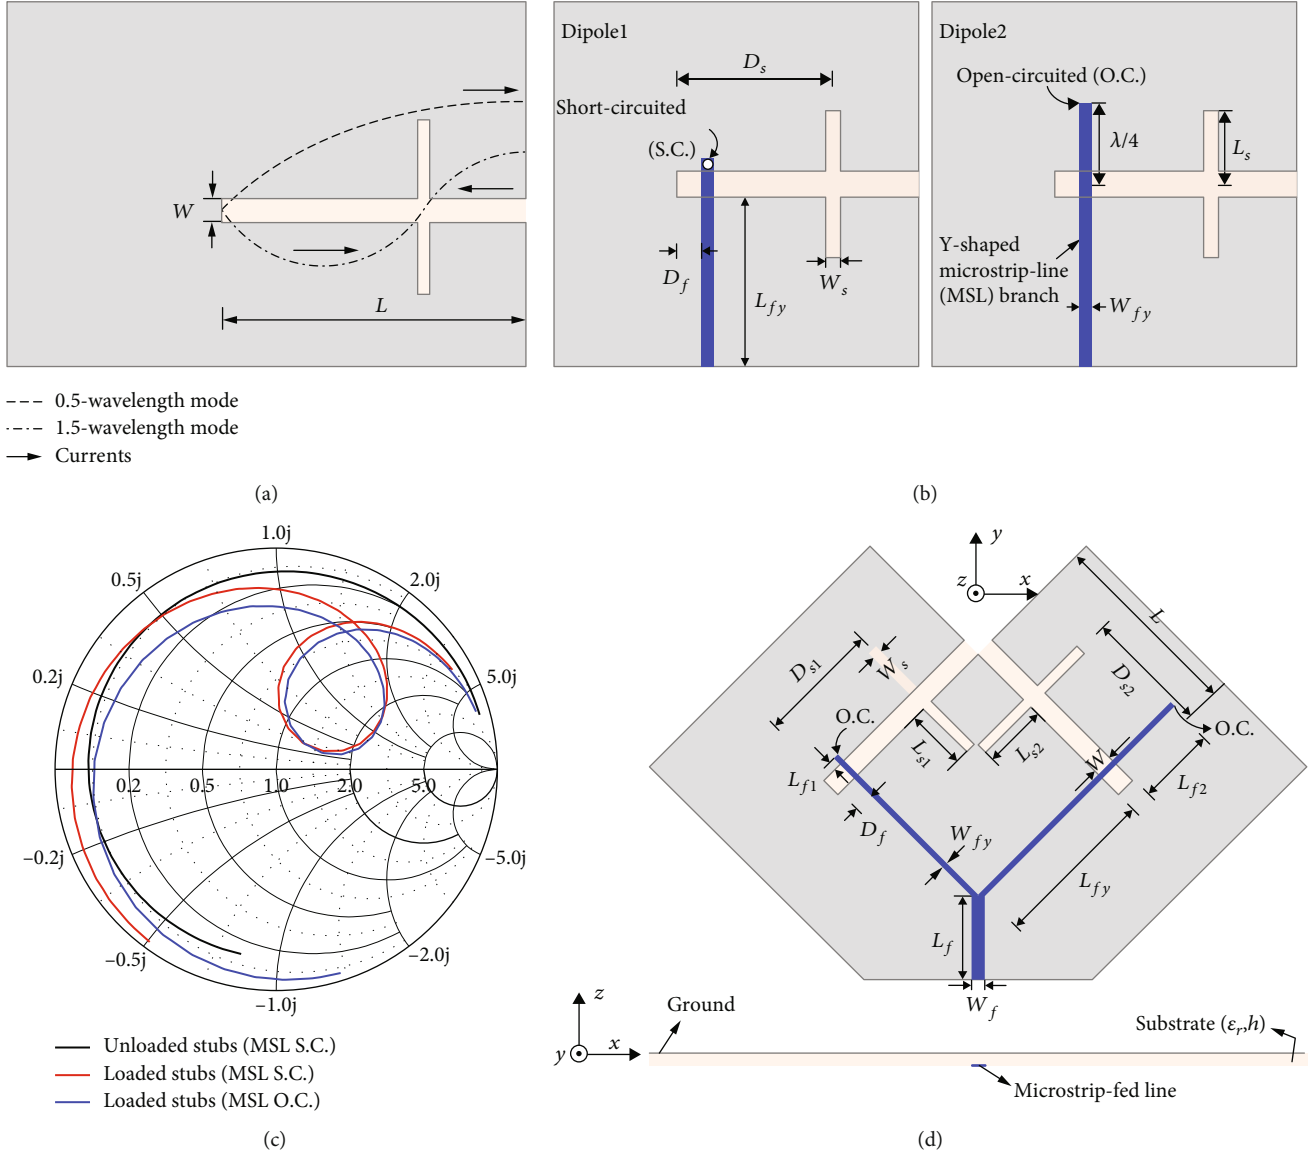 W
L
0.5-wavelength mode
1.5-wavelength mode
Currents
(a)
Dipole1
D_s
Short-circuited
(S.C.)
D_f
W_s
L_fy
Dipole2
Open-circuited (O.C.)
λ/4
L_s
Y-shaped
microstrip-line
(MSL) branch
W_fy
(b)
1.0j
0.5j
2.0j
0.2j
5.0j
0.2
0.5
1.0
2.0
5.0
−0.2j
−5.0j
−0.5j
−2.0j
−1.0j
Unloaded stubs (MSL S.C.)
Loaded stubs (MSL S.C.)
Loaded stubs (MSL O.C.)
(c)
y
z
x
L
D_s1
W_s
D_s2
O.C.
O.C.
L_s1
L_s2
W
L_f1
L_f2
D_f
W_fy
L_fy
L_f
W_f
z
Ground
Substrate (ε_r,h)
y
x
Microstrip-fed line
(d)